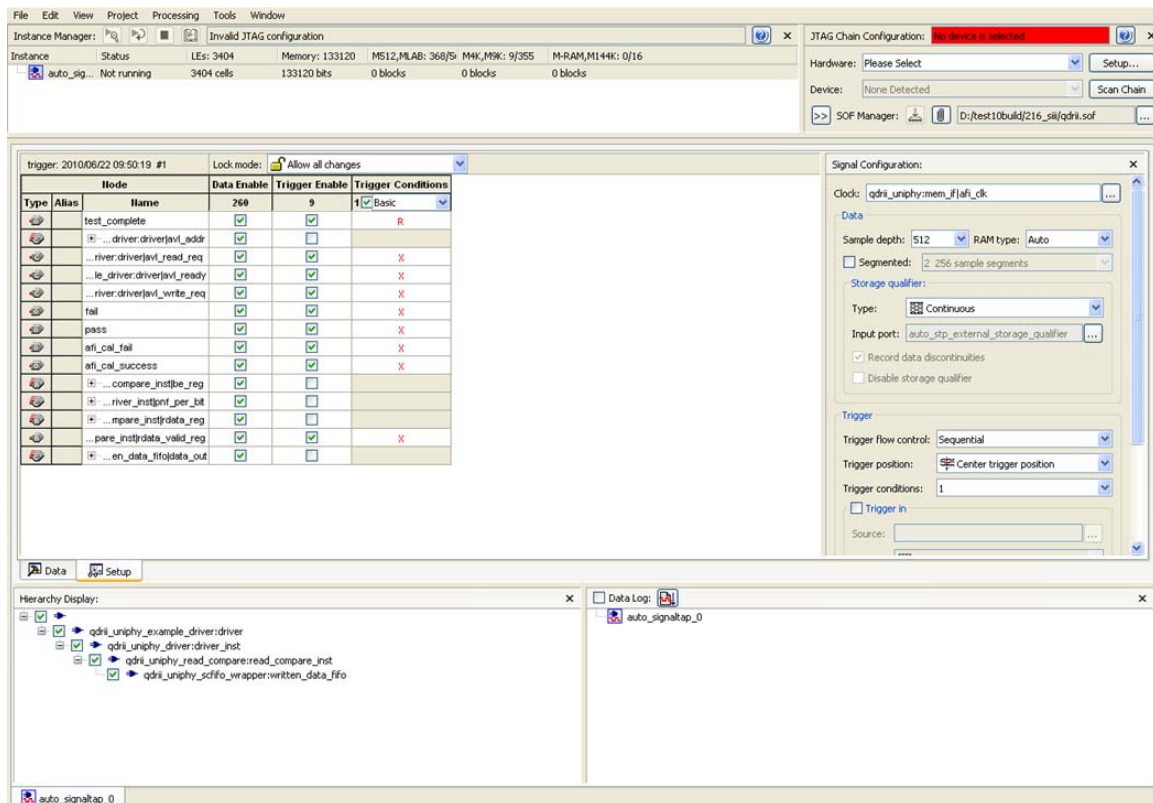 File Edit View Project Processing Tools Window
Instance Manager: Invalid JTAG configuration
Instance Status LEs: 3404 Memory: 133120 M512,MLAB: 368/5( M4K,M9K: 9/355 M-RAM,M144K: 0/16
auto_sig... Not running 3404 cells 133120 bits 0 blocks 0 blocks 0 blocks
JTAG Chain Configuration: No device is selected
Hardware: Please Select Setup...
Device: None Detected Scan Chain
>> SOF Manager: D:/test10build/216_siii/qdrii.sof ...
trigger: 2010/06/22 09:50:19 #1 Lock mode: Allow all changes
Node Data Enable Trigger Enable Trigger Conditions
Type Alias Name 260 9 1 Basic
test_complete R
...driver:driver|avl_addr
...river:driver|avl_read_req X
...le_driver:driver|avl_ready X
...river:driver|avl_write_req X
fail X
pass X
afi_cal_fail X
afi_cal_success X
...compare_inst|be_reg
...river_inst|pnf_per_bit
...mpare_inst|rdata_reg
...pare_inst|rdata_valid_reg X
...en_data_fifo|data_out
Data Setup
Signal Configuration:
Clock: qdrii_uniphy:mem_if|afi_clk ...
Data
Sample depth: 512 RAM type: Auto
Segmented: 2 256 sample segments
Storage qualifier:
Type: Continuous
Input port: auto_stp_external_storage_qualifier ...
Record data discontinuities
Disable storage qualifier
Trigger
Trigger flow control: Sequential
Trigger position: Center trigger position
Trigger conditions: 1
Trigger in
Source: ...
Hierarchy Display:
qdrii_uniphy_example_driver:driver
qdrii_uniphy_driver:driver_inst
qdrii_uniphy_read_compare:read_compare_inst
qdrii_uniphy_scfifo_wrapper:written_data_fifo
Data Log:
auto_signaltap_0
auto_signaltap_0